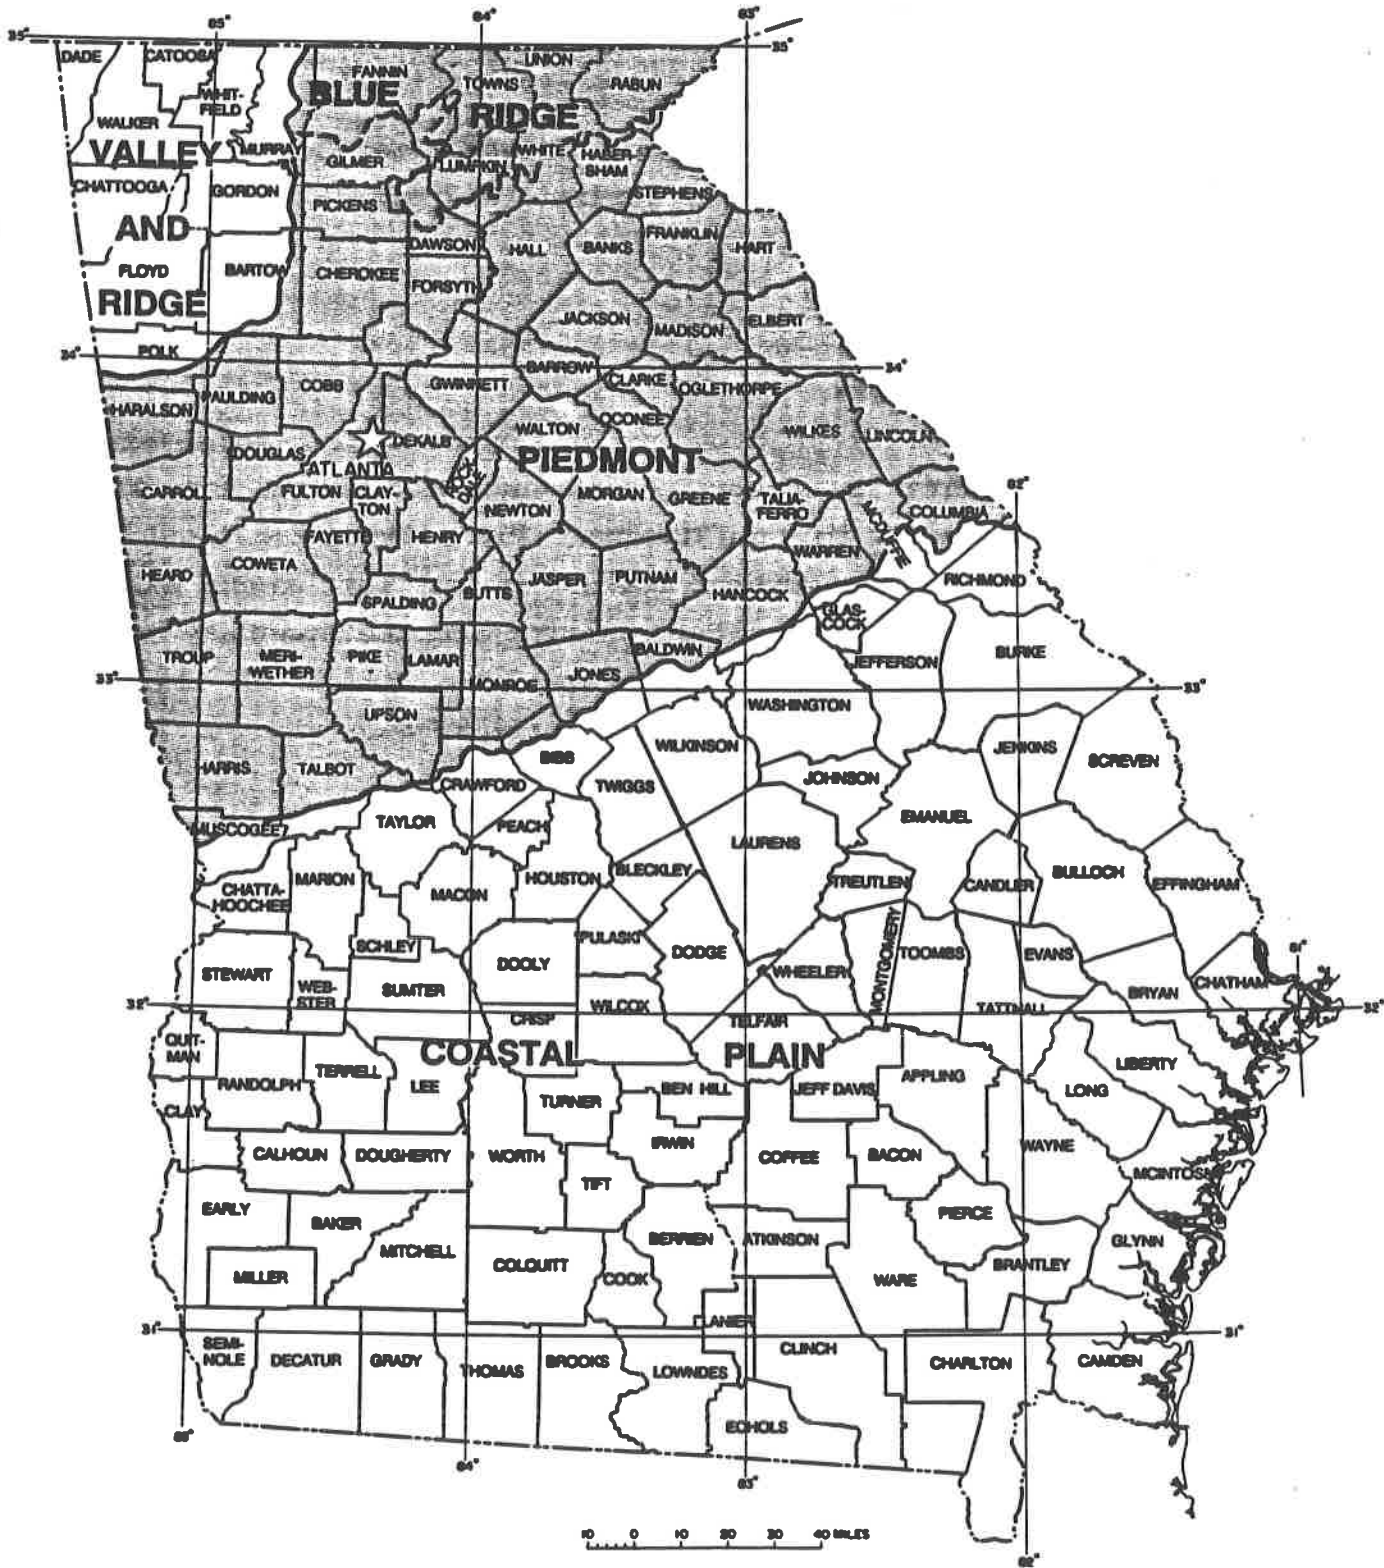 85° 84° 83°
35° 35°
DADE CATOOSA FANNIN TOWNS UNION RABUN
WHIT-
FIELD
BLUE
RIDGE
WALKER
VALLEY MURRAY GILMER LUMPKIN WHITE HABER-
SHAM
CHATTOOGA GORDON PICKENS STEPHENS
AND DAWSON HALL BANKS FRANKLIN HART
FLOYD BARTOW CHEROKEE FORSYTH
RIDGE JACKSON MADISON ELBERT
34° POLK 34°
HARALSON PAULDING COBB GWINNETT BARROW CLARKE OGLETHORPE
DOUGLAS DEKALB WALTON OCONEE WILKES LINCOLN
ATLANTA PIEDMONT
CARROLL FULTON CLAY-
TON
ROCK
DALE
NEWTON MORGAN GREENE TALIA-
FERRO
MCDUFFIE COLUMBIA 82°
FAYETTE HENRY WARREN
HEARD COWETA SPALDING BUTTS JASPER PUTNAM HANCOCK RICHMOND
GLAS-
COCK
TROUP MERI-
WETHER
PIKE LAMAR MONROE JONES BALDWIN JEFFERSON BURKE
33° 33°
UPSON WASHINGTON
HARRIS TALBOT CRAWFORD BIBB TWIGGS WILKINSON JOHNSON JENKINS SCREVEN
MUSCOGEE TAYLOR PEACH LAURENS EMANUEL
CHATTA-
HOOCHEE
MARION MACON HOUSTON BLECKLEY TREUTLEN CANDLER BULLOCH EFFINGHAM
SCHLEY PULASKI
STEWART WEB-
STER
SUMTER DOOLY DODGE WHEELER MONTGOMERY TOOMBS EVANS BRYAN CHATHAM 81°
32° CRISP WILCOX TELFAIR TATTNALL 32°
QUIT-
MAN
COASTAL PLAIN
RANDOLPH TERRELL LEE TURNER BEN HILL JEFF DAVIS APPLING LONG LIBERTY
CLAY CALHOUN DOUGHERTY WORTH IRWIN COFFEE BACON WAYNE
TIFT MCINTOSH
EARLY BAKER MITCHELL BERRIEN ATKINSON PIERCE
MILLER COLQUITT COOK WARE BRANTLEY GLYNN
31° LANIER 31°
SEMI-
NOLE
DECATUR GRADY THOMAS BROOKS LOWNDES CLINCH CHARLTON CAMDEN
ECHOLS
85° 84° 83° 82°
10 0 10 20 30 40 MILES